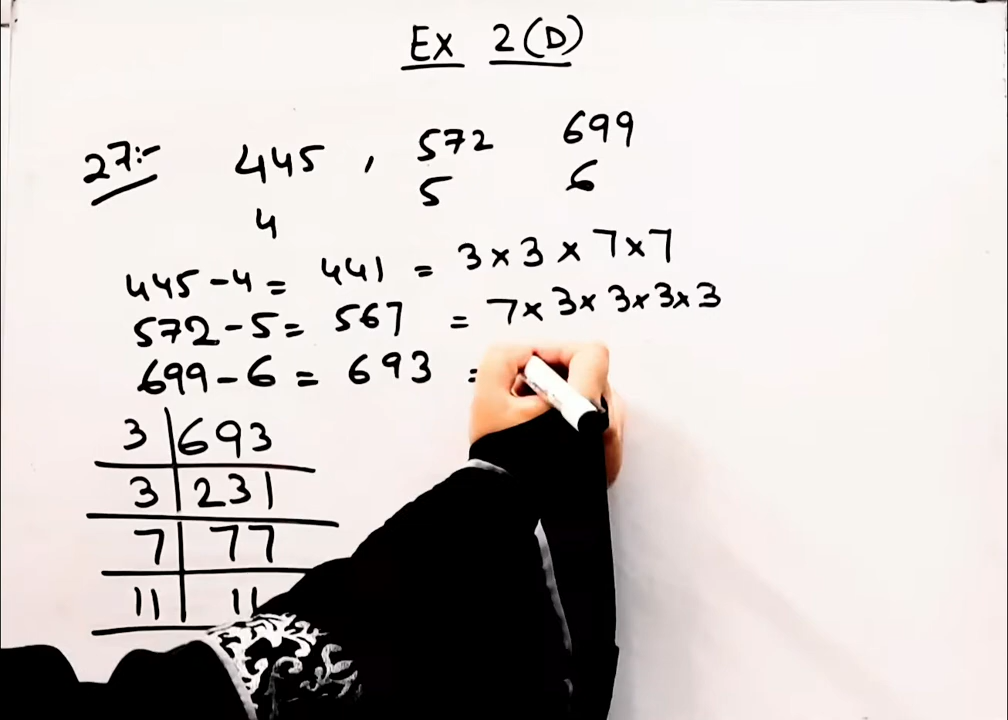 Ex 2(D)
27:- 445 , 572 699
4 5 6
445-4= 441 = 3×3×7×7
572-5= 567 = 7×3×3×3×3
699-6 = 693 =
3 | 693
3 | 231
7 | 77
11 | 11